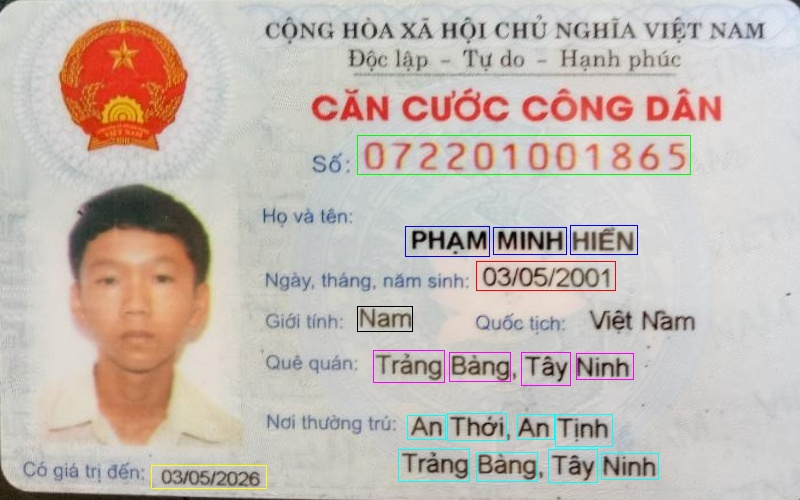 CỘNG HÒA XÃ HỘI CHỦ NGHĨA VIỆT NAM
Độc lập - Tự do - Hạnh phúc
CĂN CƯỚC CÔNG DÂN
Số: 072201001865
Họ và tên:
PHẠM MINH HIỂN
Ngày, tháng, năm sinh: 03/05/2001
Giới tính: Nam Quốc tịch: Việt Nam
Quê quán: Trảng Bàng, Tây Ninh
Nơi thường trú: An Thới, An Tịnh
Trảng Bàng, Tây Ninh
Có giá trị đến: 03/05/2026